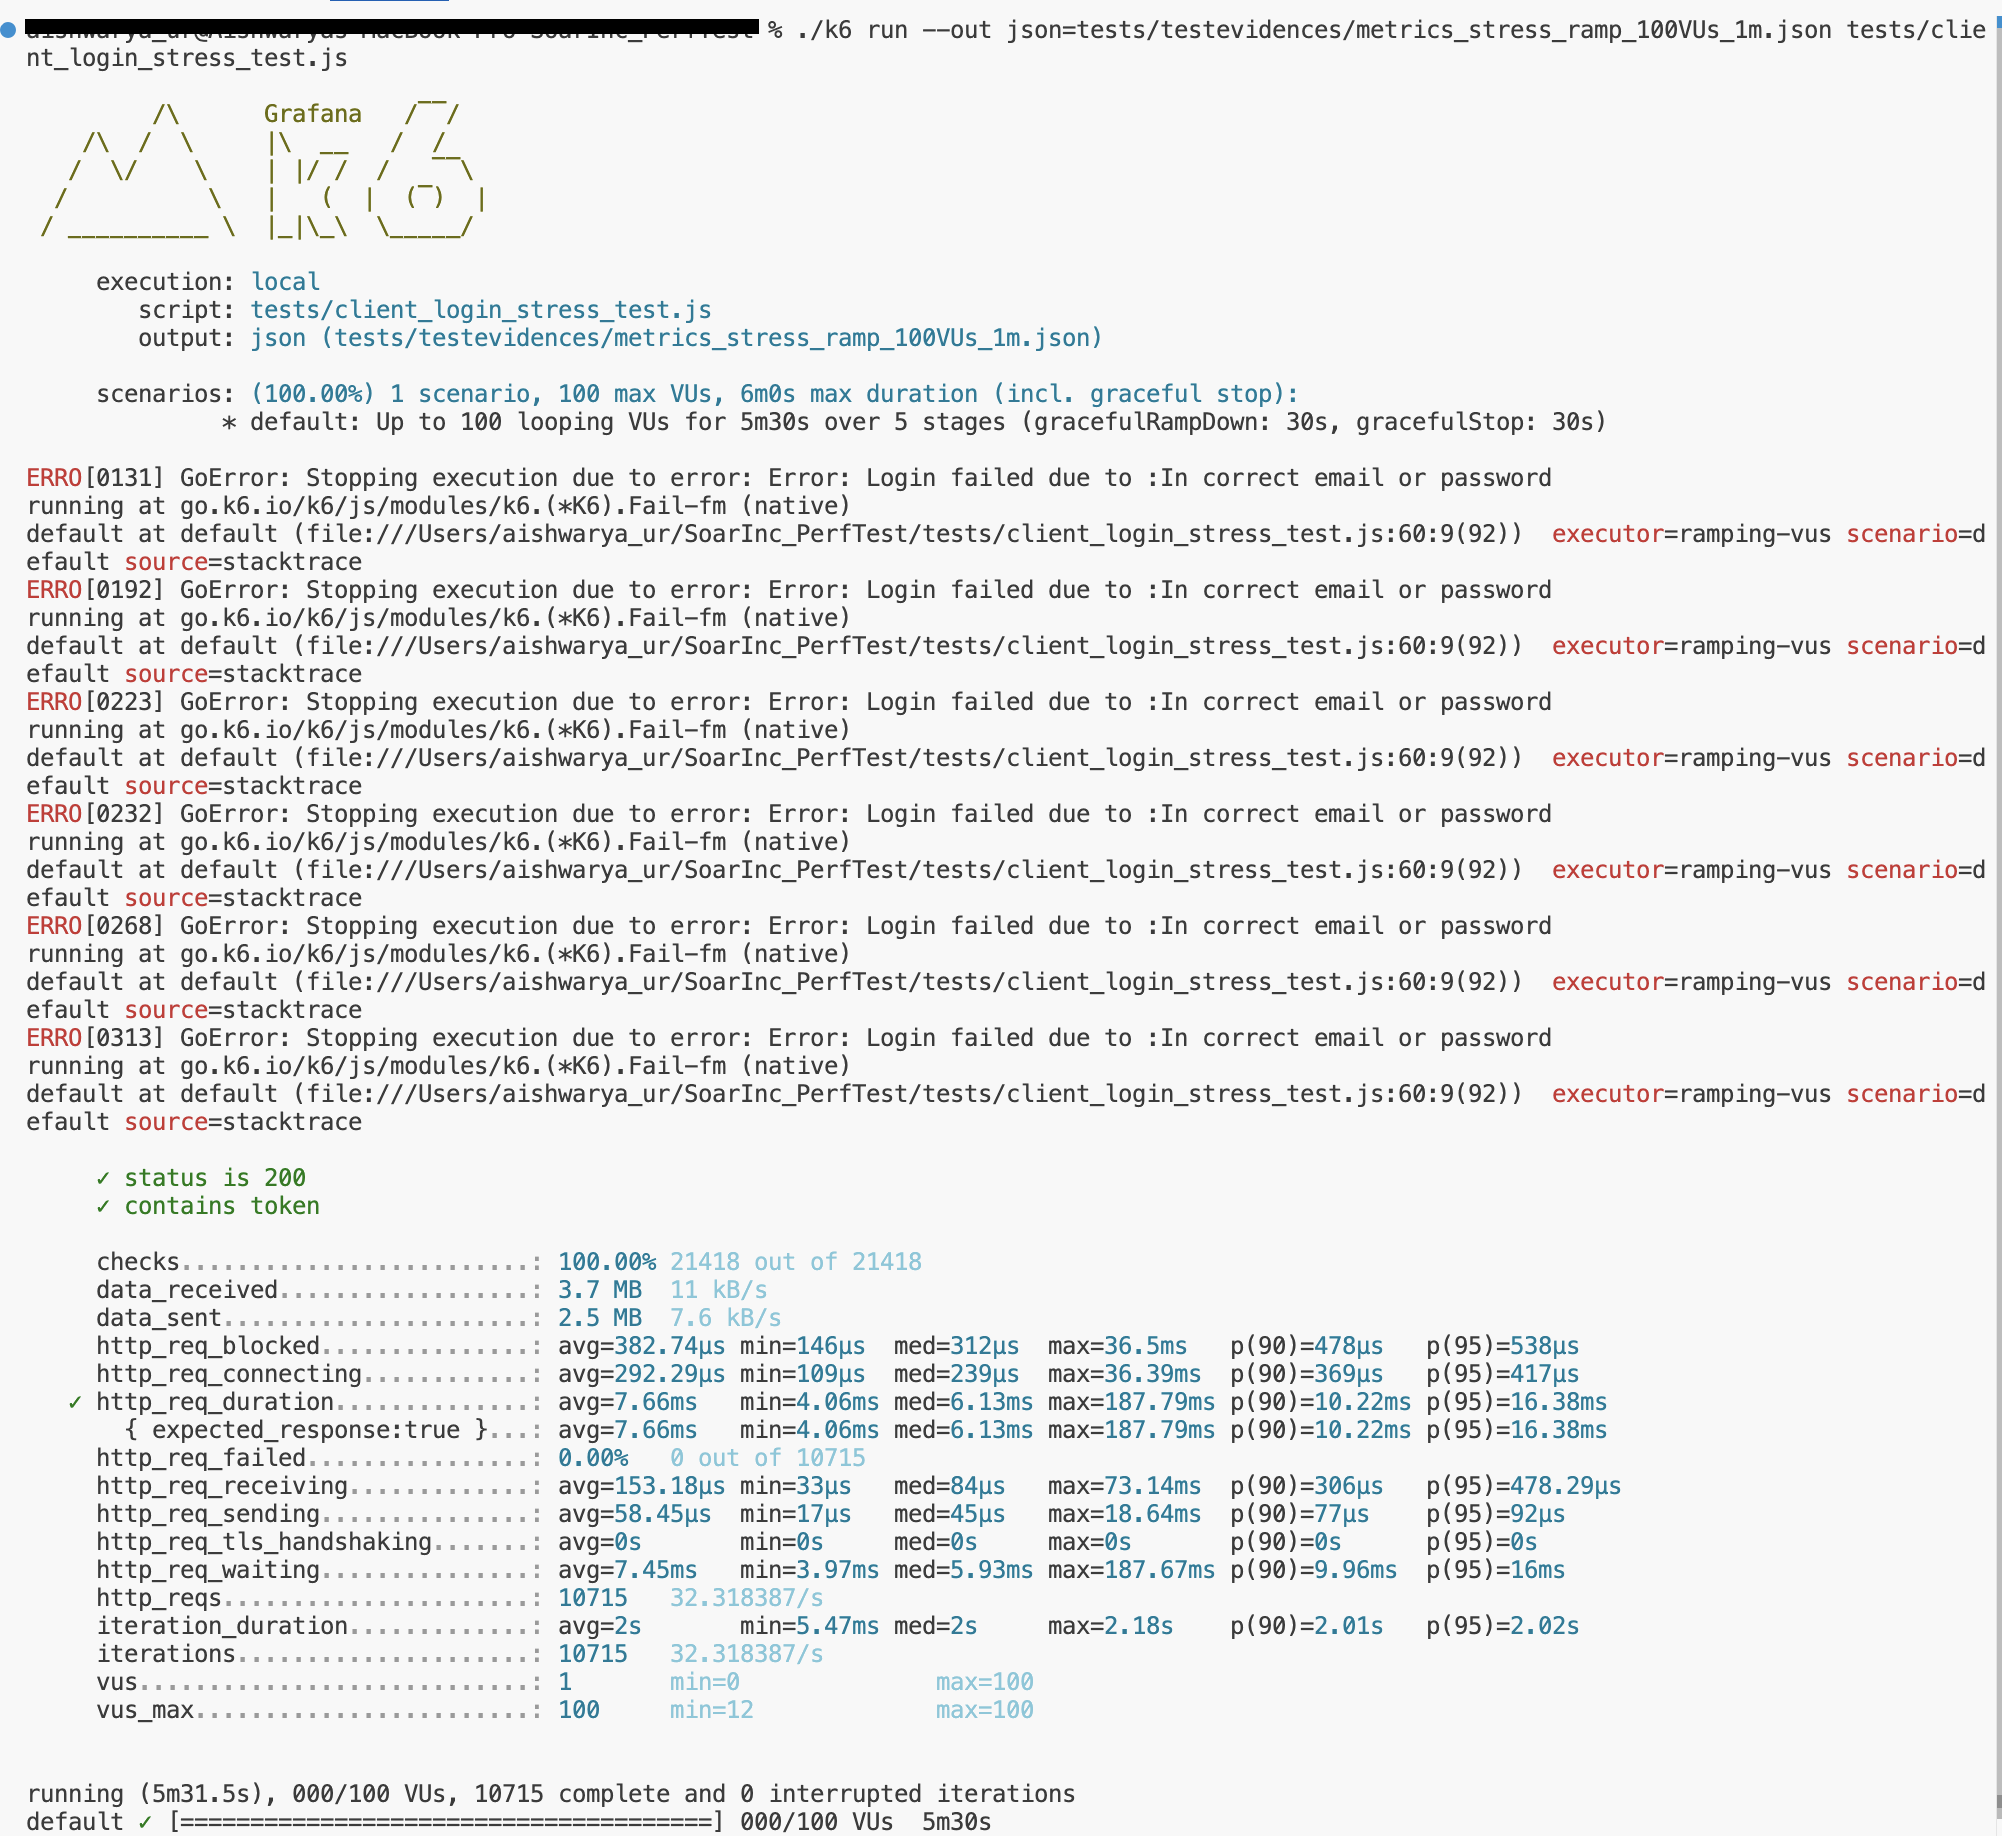 % ./k6 run --out json=tests/testevidences/metrics_stress_ramp_100VUs_1m.json tests/clie
nt_login_stress_test.js
Grafana
execution: local
script: tests/client_login_stress_test.js
output: json (tests/testevidences/metrics_stress_ramp_100VUs_1m.json)
scenarios: (100.00%) 1 scenario, 100 max VUs, 6m0s max duration (incl. graceful stop):
* default: Up to 100 looping VUs for 5m30s over 5 stages (gracefulRampDown: 30s, gracefulStop: 30s)
ERRO[0131] GoError: Stopping execution due to error: Error: Login failed due to :In correct email or password
running at go.k6.io/k6/js/modules/k6.(*K6).Fail-fm (native)
default at default (file:///Users/aishwarya_ur/SoarInc_PerfTest/tests/client_login_stress_test.js:60:9(92))  executor=ramping-vus scenario=d
efault source=stacktrace
ERRO[0192] GoError: Stopping execution due to error: Error: Login failed due to :In correct email or password
running at go.k6.io/k6/js/modules/k6.(*K6).Fail-fm (native)
default at default (file:///Users/aishwarya_ur/SoarInc_PerfTest/tests/client_login_stress_test.js:60:9(92))  executor=ramping-vus scenario=d
efault source=stacktrace
ERRO[0223] GoError: Stopping execution due to error: Error: Login failed due to :In correct email or password
running at go.k6.io/k6/js/modules/k6.(*K6).Fail-fm (native)
default at default (file:///Users/aishwarya_ur/SoarInc_PerfTest/tests/client_login_stress_test.js:60:9(92))  executor=ramping-vus scenario=d
efault source=stacktrace
ERRO[0232] GoError: Stopping execution due to error: Error: Login failed due to :In correct email or password
running at go.k6.io/k6/js/modules/k6.(*K6).Fail-fm (native)
default at default (file:///Users/aishwarya_ur/SoarInc_PerfTest/tests/client_login_stress_test.js:60:9(92))  executor=ramping-vus scenario=d
efault source=stacktrace
ERRO[0268] GoError: Stopping execution due to error: Error: Login failed due to :In correct email or password
running at go.k6.io/k6/js/modules/k6.(*K6).Fail-fm (native)
default at default (file:///Users/aishwarya_ur/SoarInc_PerfTest/tests/client_login_stress_test.js:60:9(92))  executor=ramping-vus scenario=d
efault source=stacktrace
ERRO[0313] GoError: Stopping execution due to error: Error: Login failed due to :In correct email or password
running at go.k6.io/k6/js/modules/k6.(*K6).Fail-fm (native)
default at default (file:///Users/aishwarya_ur/SoarInc_PerfTest/tests/client_login_stress_test.js:60:9(92))  executor=ramping-vus scenario=d
efault source=stacktrace
✓ status is 200
✓ contains token
checks.........................: 100.00% 21418 out of 21418
data_received..................: 3.7 MB  11 kB/s
data_sent......................: 2.5 MB  7.6 kB/s
http_req_blocked...............: avg=382.74µs min=146µs  med=312µs  max=36.5ms   p(90)=478µs   p(95)=538µs
http_req_connecting............: avg=292.29µs min=109µs  med=239µs  max=36.39ms  p(90)=369µs   p(95)=417µs
✓ http_req_duration..............: avg=7.66ms   min=4.06ms med=6.13ms max=187.79ms p(90)=10.22ms p(95)=16.38ms
{ expected_response:true }...: avg=7.66ms   min=4.06ms med=6.13ms max=187.79ms p(90)=10.22ms p(95)=16.38ms
http_req_failed................: 0.00%   0 out of 10715
http_req_receiving.............: avg=153.18µs min=33µs   med=84µs   max=73.14ms  p(90)=306µs   p(95)=478.29µs
http_req_sending...............: avg=58.45µs  min=17µs   med=45µs   max=18.64ms  p(90)=77µs    p(95)=92µs
http_req_tls_handshaking.......: avg=0s       min=0s     med=0s     max=0s       p(90)=0s      p(95)=0s
http_req_waiting...............: avg=7.45ms   min=3.97ms med=5.93ms max=187.67ms p(90)=9.96ms  p(95)=16ms
http_reqs......................: 10715   32.318387/s
iteration_duration.............: avg=2s       min=5.47ms med=2s     max=2.18s    p(90)=2.01s   p(95)=2.02s
iterations.....................: 10715   32.318387/s
vus............................: 1       min=0              max=100
vus_max........................: 100     min=12             max=100
running (5m31.5s), 000/100 VUs, 10715 complete and 0 interrupted iterations
default ✓ [======================================] 000/100 VUs  5m30s